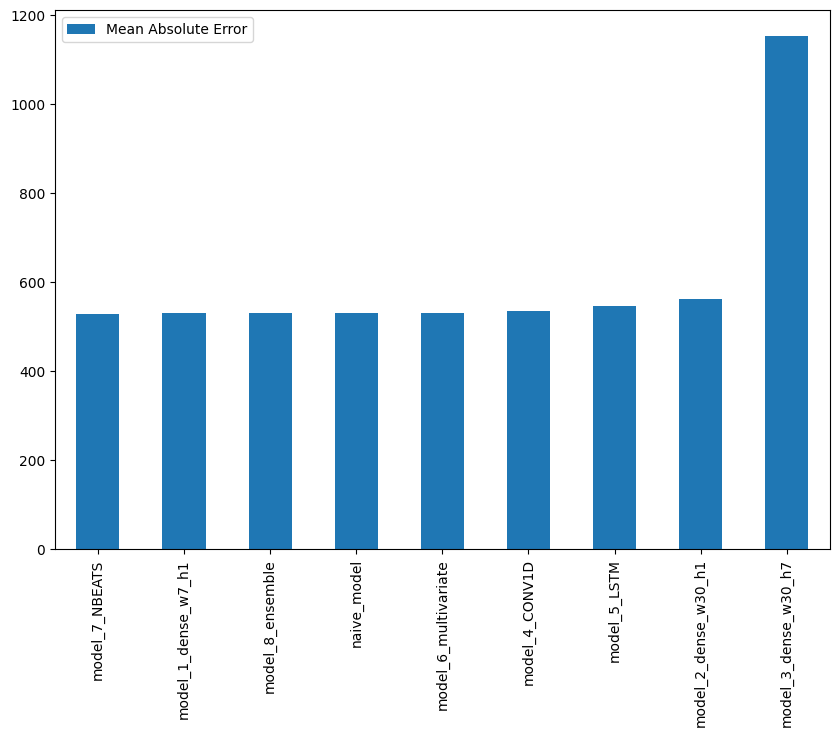 Mean Absolute Error
1200
1000
800
600
400
200
0
model_7_NBEATS
model_1_dense_w7_h1
model_8_ensemble
naive_model
model_6_multivariate
model_4_CONV1D
model_5_LSTM
model_2_dense_w30_h1
model_3_dense_w30_h7